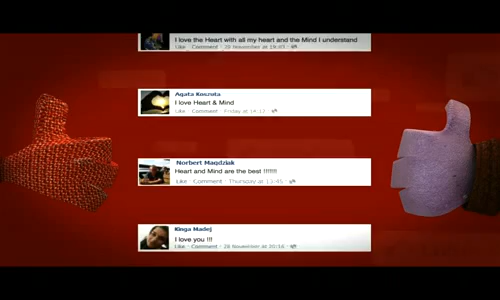 I love the Heart with all my heart and the Mind I understand
Like · Comment · 28 November at 19:03 ·
Agata Koszuta
I love Heart & Mind
Like · Comment · Friday at 14:12 ·
Norbert Magdziak
Heart and Mind are the best !!!!!!!
Like · Comment · Thursday at 13:45 ·
Kinga Madej
I love you !!!
Like · Comment · 28 November at 20:16 ·